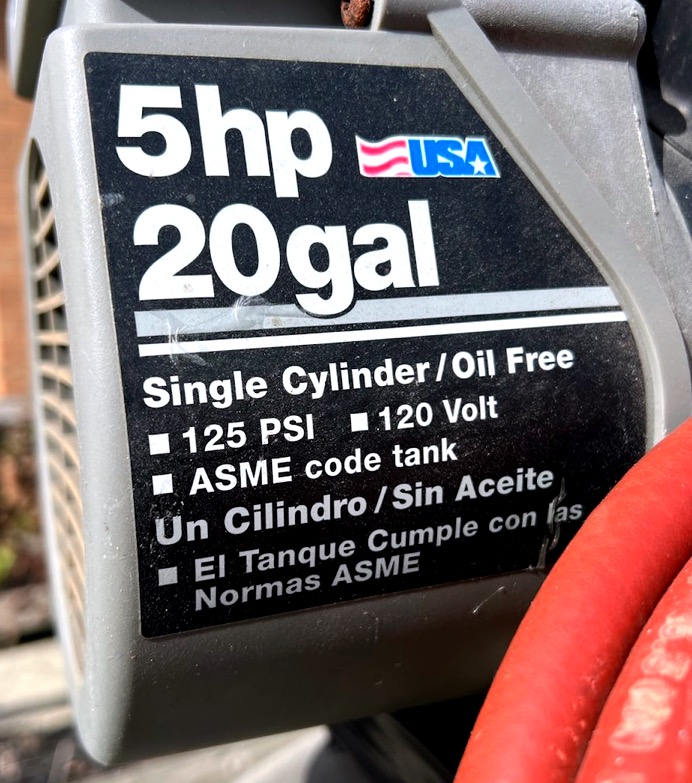 5hp USA
20gal
Single Cylinder/Oil Free
■ 125 PSI ■ 120 Volt
■ ASME code tank
Un Cilindro/Sin Aceite
■ El Tanque Cumple con las
Normas ASME